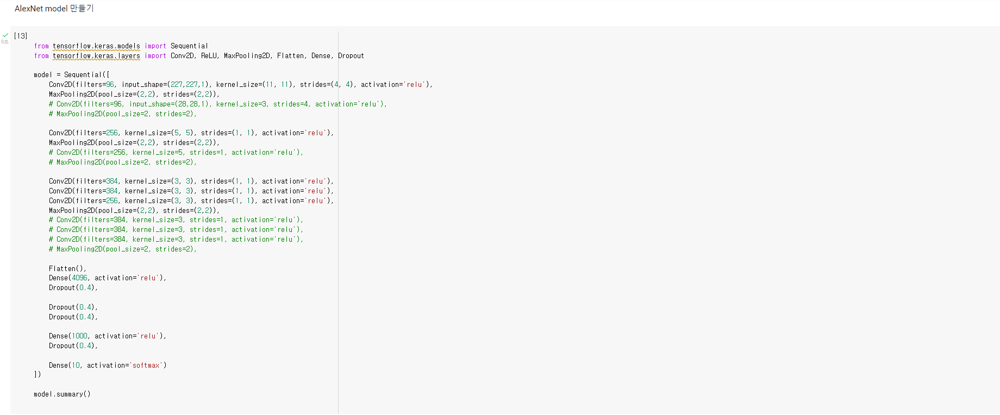 AlexNet model 만들기
[13]
0초
from tensorflow.keras.models import Sequential
from tensorflow.keras.layers import Conv2D, ReLU, MaxPooling2D, Flatten, Dense, Dropout
model = Sequential([
Conv2D(filters=96, input_shape=(227,227,1), kernel_size=(11, 11), strides=(4, 4), activation='relu'),
MaxPooling2D(pool_size=(2,2), strides=(2,2)),
# Conv2D(filters=96, input_shape=(28,28,1), kernel_size=3, strides=4, activation='relu'),
# MaxPooling2D(pool_size=2, strides=2),
Conv2D(filters=256, kernel_size=(5, 5), strides=(1, 1), activation='relu'),
MaxPooling2D(pool_size=(2,2), strides=(2,2)),
# Conv2D(filters=256, kernel_size=5, strides=1, activation='relu'),
# MaxPooling2D(pool_size=2, strides=2),
Conv2D(filters=384, kernel_size=(3, 3), strides=(1, 1), activation='relu'),
Conv2D(filters=384, kernel_size=(3, 3), strides=(1, 1), activation='relu'),
Conv2D(filters=256, kernel_size=(3, 3), strides=(1, 1), activation='relu'),
MaxPooling2D(pool_size=(2,2), strides=(2,2)),
# Conv2D(filters=384, kernel_size=3, strides=1, activation='relu'),
# Conv2D(filters=384, kernel_size=3, strides=1, activation='relu'),
# Conv2D(filters=384, kernel_size=3, strides=1, activation='relu'),
# MaxPooling2D(pool_size=2, strides=2),
Flatten(),
Dense(4096, activation='relu'),
Dropout(0.4),
Dropout(0.4),
Dropout(0.4),
Dense(1000, activation='relu'),
Dropout(0.4),
Dense(10, activation='softmax')
])
model.summary()